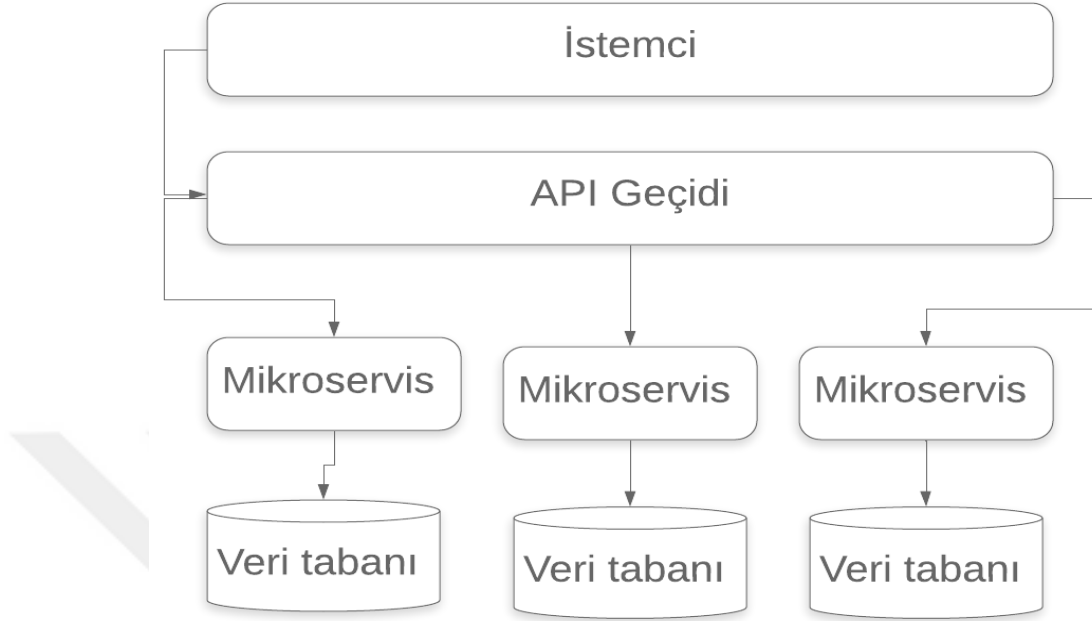 İstemci
API Geçidi
Mikroservis
Mikroservis
Mikroservis
Veri tabanı
Veri tabanı
Veri tabanı